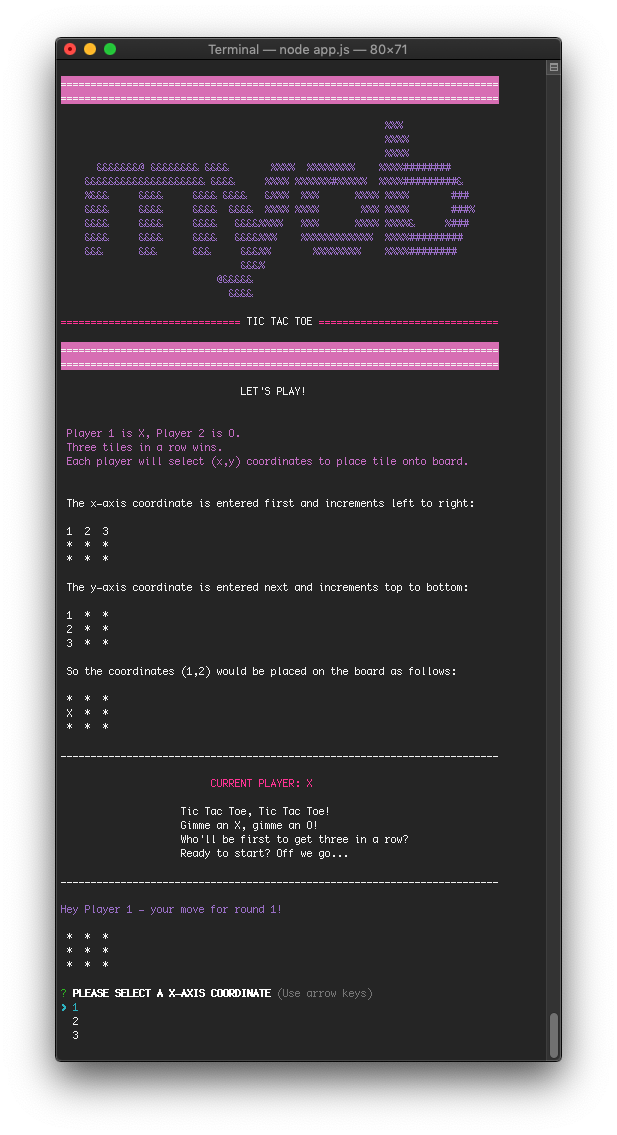 Terminal — node app.js — 80×71
myob
============================== TIC TAC TOE ==============================
LET'S PLAY!
Player 1 is X, Player 2 is O.
Three tiles in a row wins.
Each player will select (x,y) coordinates to place tile onto board.
The x-axis coordinate is entered first and increments left to right:
1 2 3
* * *
* * *
The y-axis coordinate is entered next and increments top to bottom:
1 * *
2 * *
3 * *
So the coordinates (1,2) would be placed on the board as follows:
* * *
X * *
* * *
CURRENT PLAYER: X
Tic Tac Toe, Tic Tac Toe!
Gimme an X, gimme an O!
Who'll be first to get three in a row?
Ready to start? Off we go...
Hey Player 1 - your move for round 1!
* * *
* * *
* * *
? PLEASE SELECT A X-AXIS COORDINATE (Use arrow keys)
❯ 1
2
3